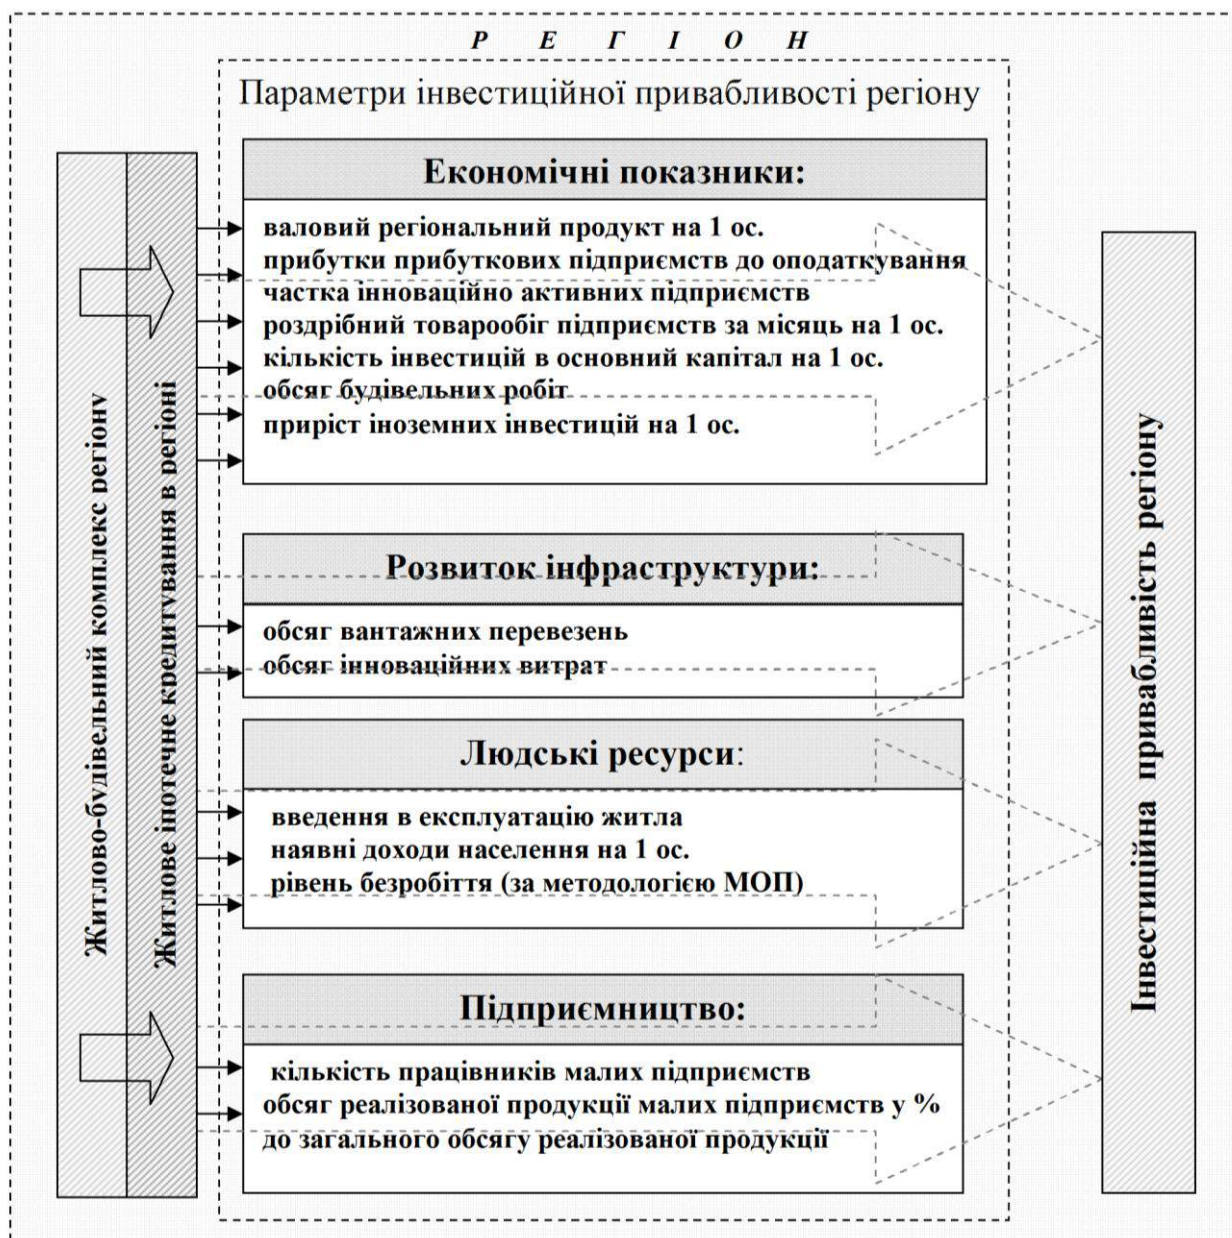 Р Е Г І О Н
Параметри інвестиційної привабливості регіону
Житлово-будівельний комплекс регіону
Житлове іпотечне кредитування в регіоні
Економічні показники:
валовий регіональний продукт на 1 ос.
прибутки прибуткових підприємств до оподаткування
частка інноваційно активних підприємств
роздрібний товарообіг підприємств за місяць на 1 ос.
кількість інвестицій в основний капітал на 1 ос.
обсяг будівельних робіт
приріст іноземних інвестицій на 1 ос.
Розвиток інфраструктури:
обсяг вантажних перевезень
обсяг інноваційних витрат
Людські ресурси:
введення в експлуатацію житла
наявні доходи населення на 1 ос.
рівень безробіття (за методологією МОП)
Підприємництво:
кількість працівників малих підприємств
обсяг реалізованої продукції малих підприємств у %
до загального обсягу реалізованої продукції
Інвестиційна привабливість регіону